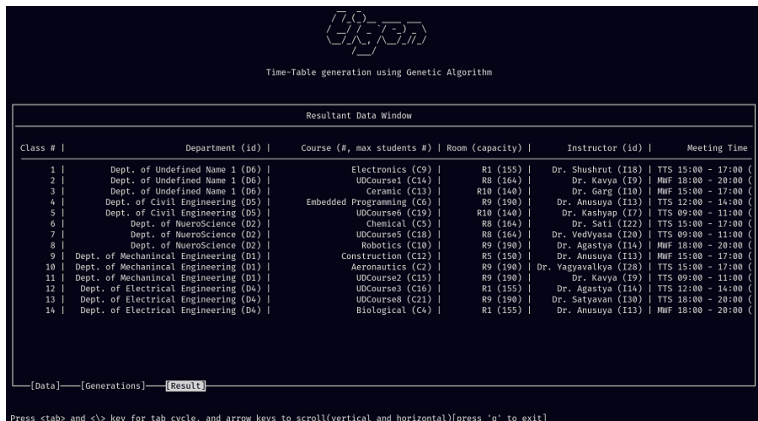 Time-Table generation using Genetic Algorithm
Resultant Data Window
Class # | Department (id) | Course (#, max students #) | Room (capacity) | Instructor (id) | Meeting Time
1 | Dept. of Undefined Name 1 (D6) | Electronics (C9) | R1 (155) | Dr. Shushrut (I18) | TTS 15:00 - 17:00 (
2 | Dept. of Undefined Name 1 (D6) | UDCourse1 (C14) | R8 (164) | Dr. Kavya (I9) | MWF 18:00 - 20:00 (
3 | Dept. of Undefined Name 1 (D6) | Ceramic (C13) | R10 (140) | Dr. Garg (I10) | MWF 15:00 - 17:00 (
4 | Dept. of Civil Engineering (D5) | Embedded Programming (C6) | R9 (190) | Dr. Anusuya (I13) | TTS 12:00 - 14:00 (
5 | Dept. of Civil Engineering (D5) | UDCourse6 (C19) | R10 (140) | Dr. Kashyap (I7) | TTS 09:00 - 11:00 (
6 | Dept. of NueroScience (D2) | Chemical (C5) | R8 (164) | Dr. Sati (I22) | TTS 15:00 - 17:00 (
7 | Dept. of NueroScience (D2) | UDCourse5 (C18) | R8 (164) | Dr. VedVyasa (I20) | TTS 09:00 - 11:00 (
8 | Dept. of NueroScience (D2) | Robotics (C10) | R9 (190) | Dr. Agastya (I14) | MWF 18:00 - 20:00 (
9 | Dept. of Mechanincal Engineering (D1) | Construction (C12) | R5 (150) | Dr. Anusuya (I13) | MWF 15:00 - 17:00 (
10 | Dept. of Mechanincal Engineering (D1) | Aeronautics (C2) | R9 (190) | Dr. Yagyavalkya (I28) | TTS 15:00 - 17:00 (
11 | Dept. of Mechanincal Engineering (D1) | UDCourse2 (C15) | R9 (190) | Dr. Kavya (I9) | TTS 09:00 - 11:00 (
12 | Dept. of Electrical Engineering (D4) | UDCourse3 (C16) | R1 (155) | Dr. Agastya (I14) | TTS 12:00 - 14:00 (
13 | Dept. of Electrical Engineering (D4) | UDCourse8 (C21) | R9 (190) | Dr. Satyavan (I30) | TTS 18:00 - 20:00 (
14 | Dept. of Electrical Engineering (D4) | Biological (C4) | R1 (155) | Dr. Anusuya (I13) | MWF 18:00 - 20:00 (
[Data] [Generations] [Result]
Press <tab> and <\> key for tab cycle, and arrow keys to scroll(vertical and horizontal)[press 'q' to exit]